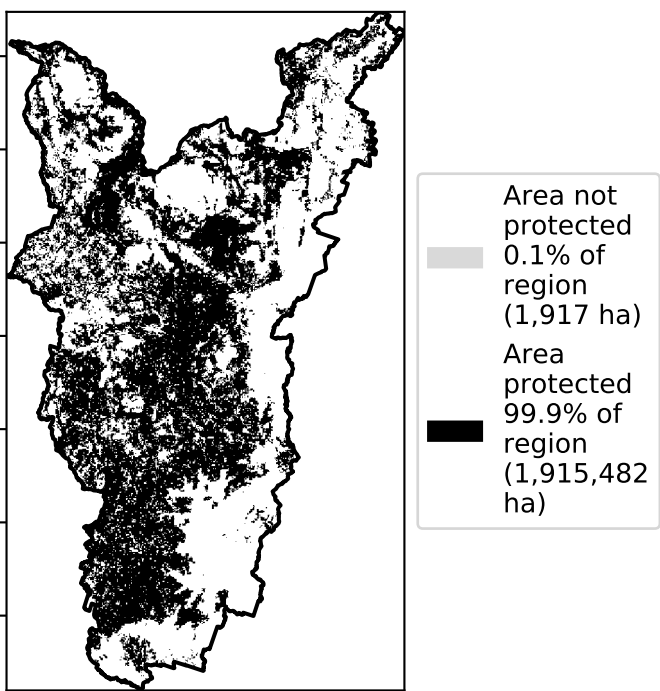 Area not
protected
0.1% of
region
(1,917 ha)
Area
protected
99.9% of
region
(1,915,482
ha)